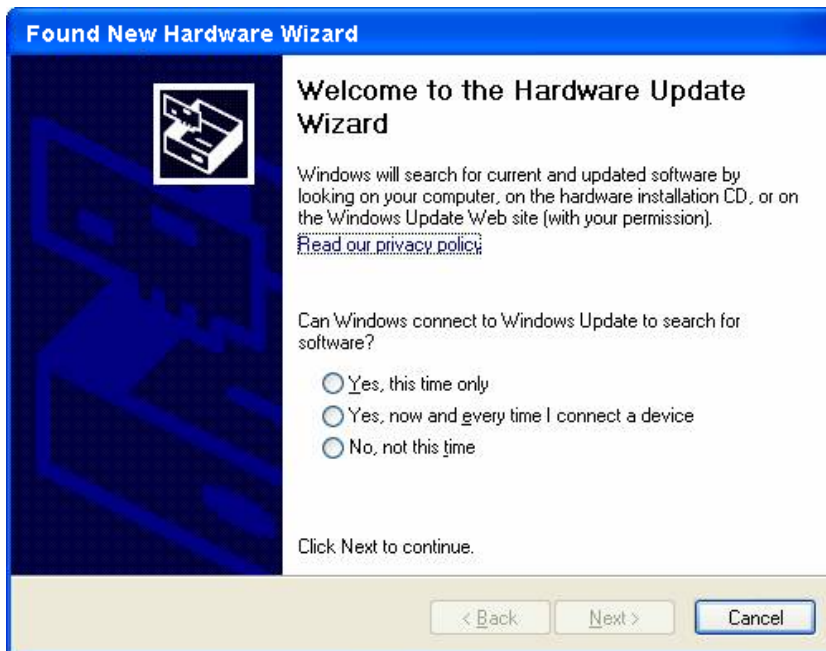 Found New Hardware Wizard
Welcome to the Hardware Update
Wizard
Windows will search for current and updated software by
looking on your computer, on the hardware installation CD, or on
the Windows Update Web site (with your permission).
Read our privacy policy
Can Windows connect to Windows Update to search for
software?
Yes, this time only
Yes, now and every time I connect a device
No, not this time
Click Next to continue.
< Back Next > Cancel